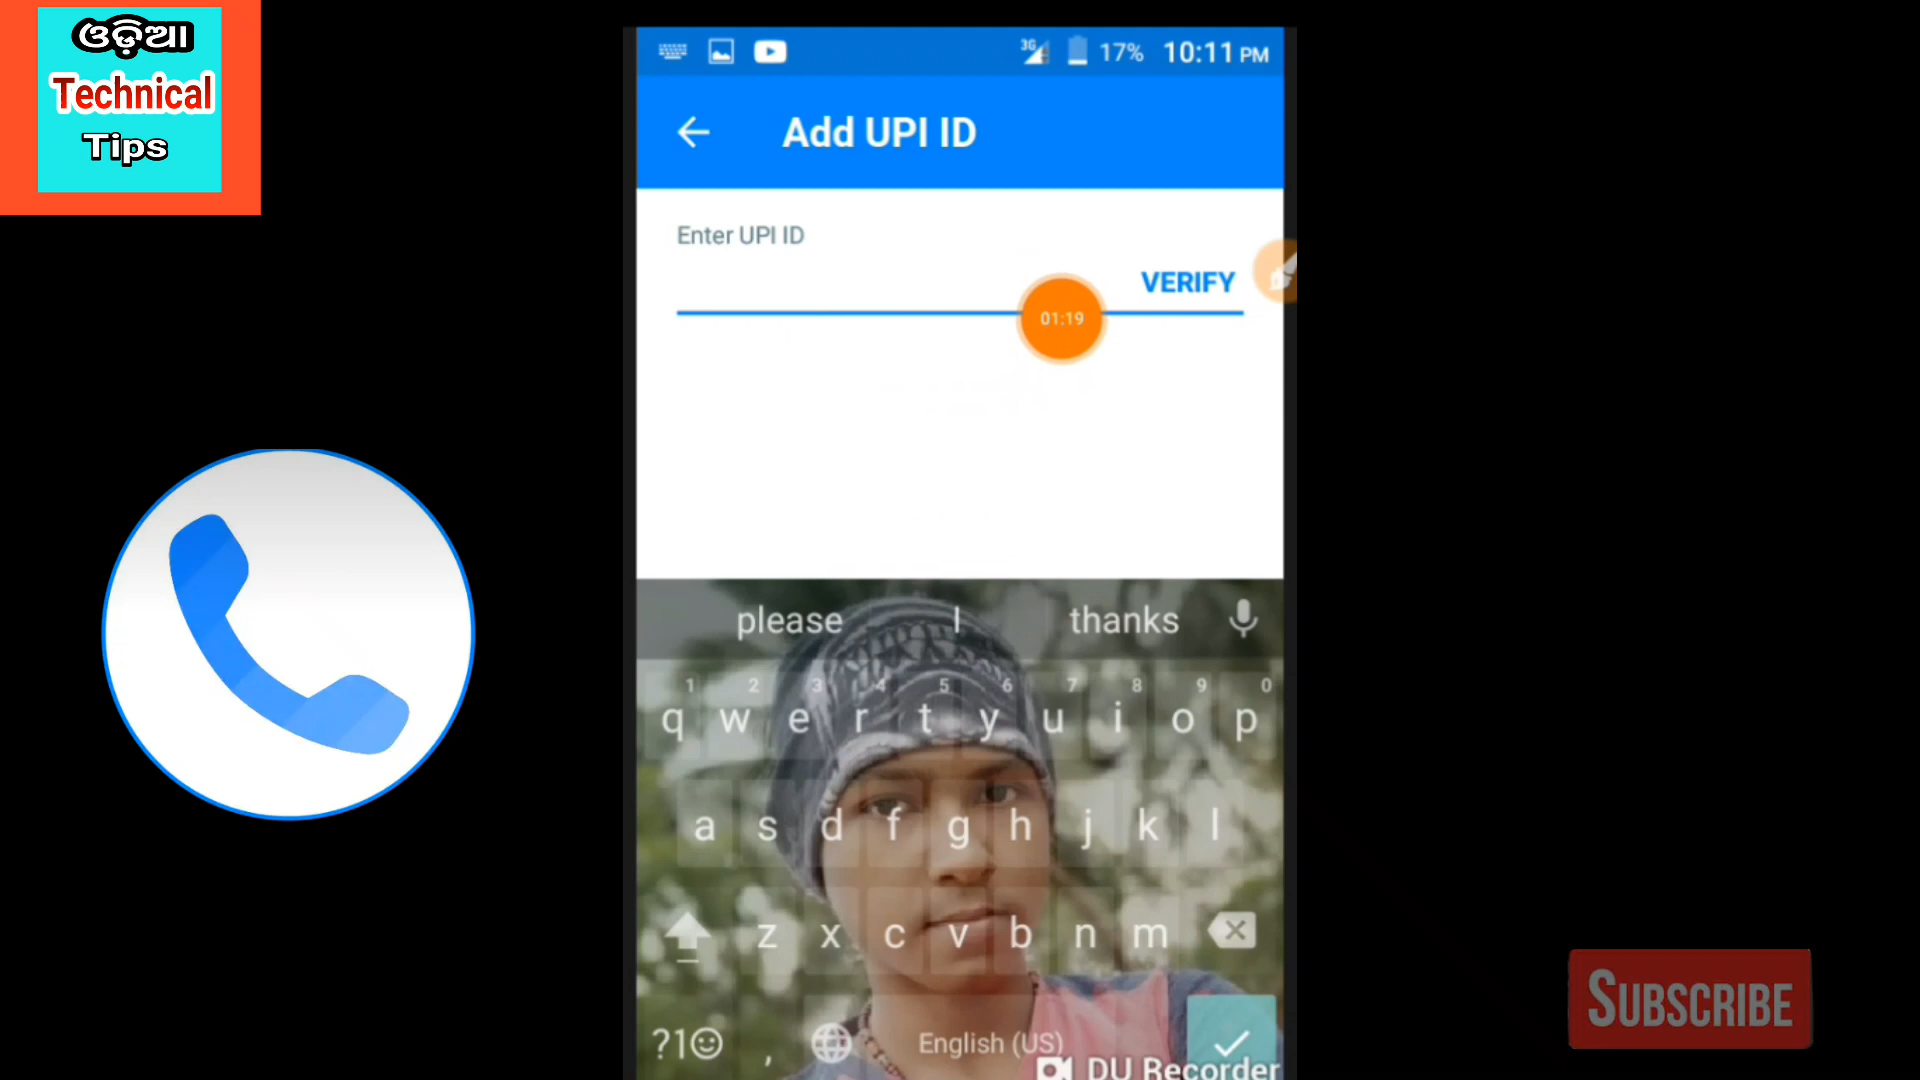 ଓଡ଼ିଆ
Technical
Tips
3G 17% 10:11 PM
Add UPI ID
Enter UPI ID
VERIFY
01:19
please I thanks
1 2 3 4 5 6 7 8 9 0
q w e r t y u i o p
a s d f g h j k l
z x c v b n m
?1☺ , English (US)
DU Recorder
SUBSCRIBE